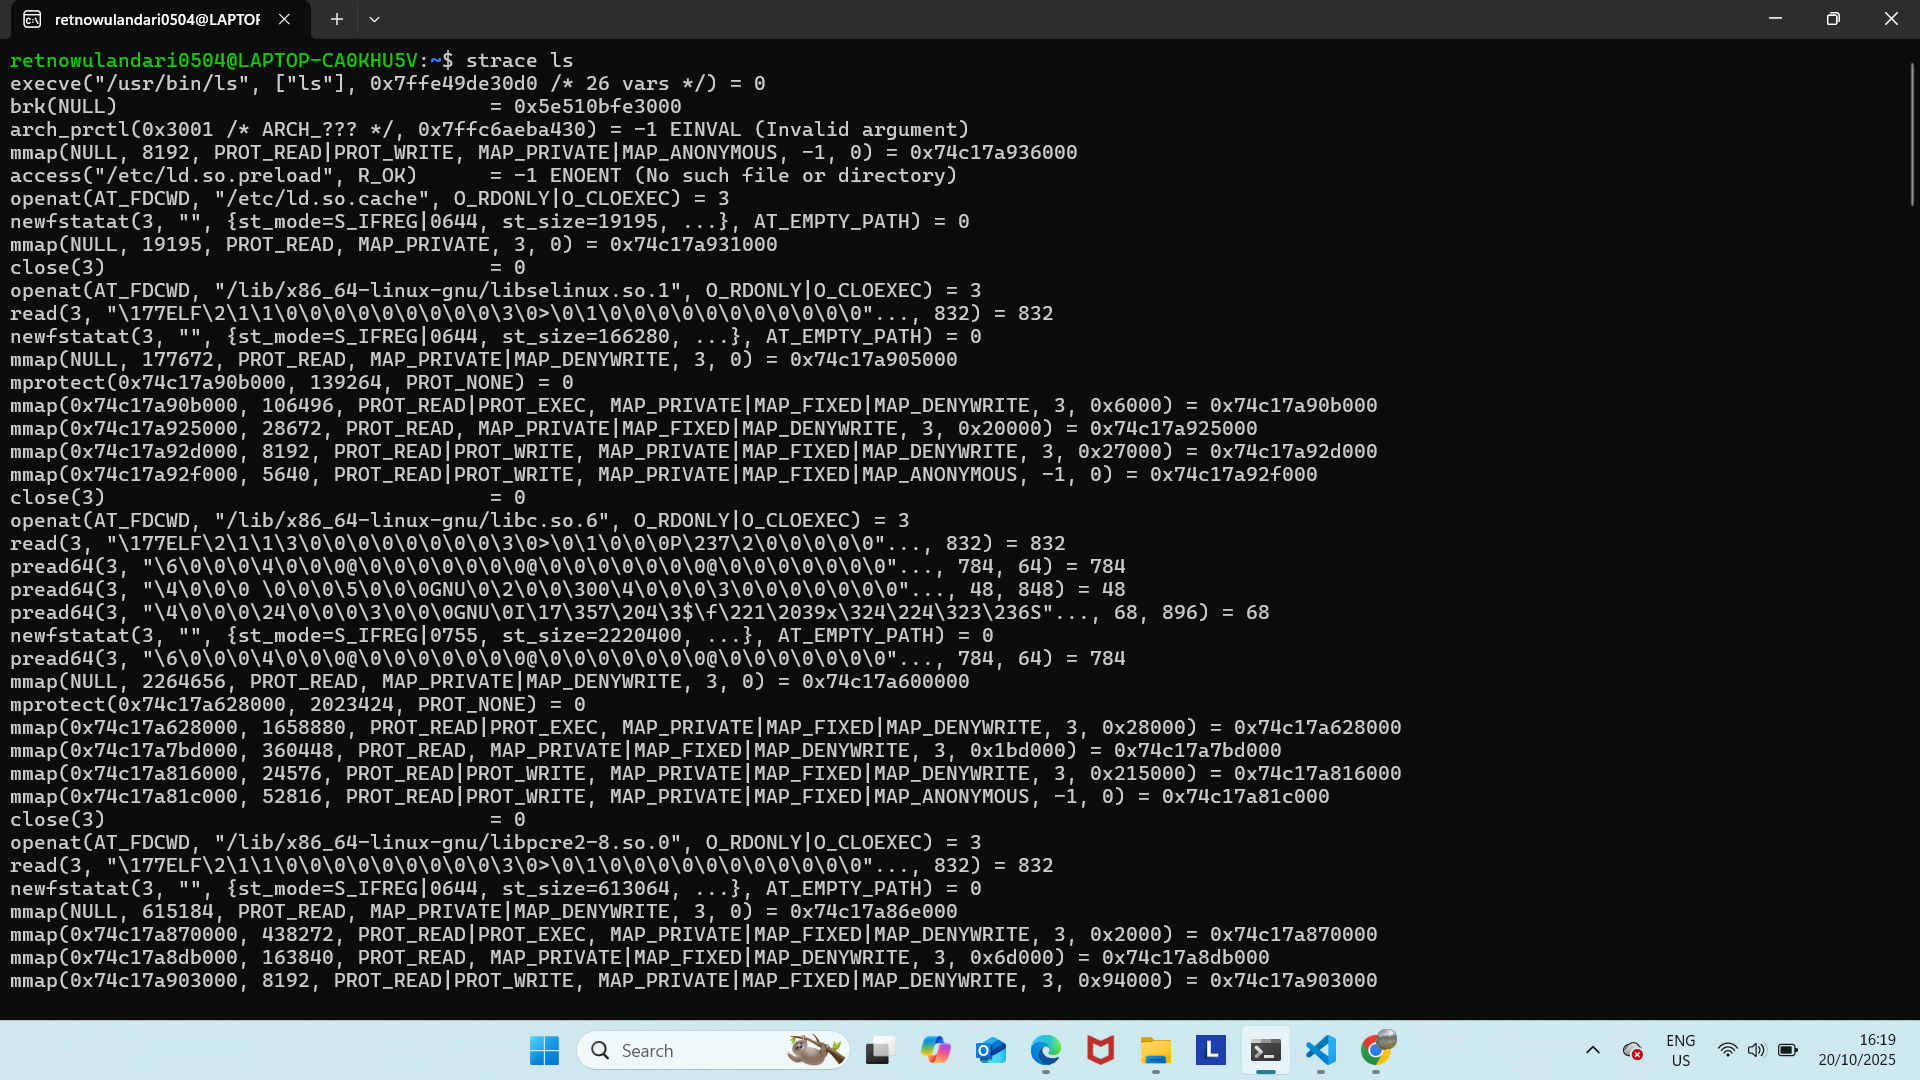 retnowulandari0504@LAPTOP
retnowulandari0504@LAPTOP-CA0KHU5V:~$ strace ls
execve("/usr/bin/ls", ["ls"], 0x7ffe49de30d0 /* 26 vars */) = 0
brk(NULL)                               = 0x5e510bfe3000
arch_prctl(0x3001 /* ARCH_??? */, 0x7ffc6aeba430) = -1 EINVAL (Invalid argument)
mmap(NULL, 8192, PROT_READ|PROT_WRITE, MAP_PRIVATE|MAP_ANONYMOUS, -1, 0) = 0x74c17a936000
access("/etc/ld.so.preload", R_OK)      = -1 ENOENT (No such file or directory)
openat(AT_FDCWD, "/etc/ld.so.cache", O_RDONLY|O_CLOEXEC) = 3
newfstatat(3, "", {st_mode=S_IFREG|0644, st_size=19195, ...}, AT_EMPTY_PATH) = 0
mmap(NULL, 19195, PROT_READ, MAP_PRIVATE, 3, 0) = 0x74c17a931000
close(3)                                = 0
openat(AT_FDCWD, "/lib/x86_64-linux-gnu/libselinux.so.1", O_RDONLY|O_CLOEXEC) = 3
read(3, "\177ELF\2\1\1\0\0\0\0\0\0\0\0\0\3\0>\0\1\0\0\0\0\0\0\0\0\0\0\0"..., 832) = 832
newfstatat(3, "", {st_mode=S_IFREG|0644, st_size=166280, ...}, AT_EMPTY_PATH) = 0
mmap(NULL, 177672, PROT_READ, MAP_PRIVATE|MAP_DENYWRITE, 3, 0) = 0x74c17a905000
mprotect(0x74c17a90b000, 139264, PROT_NONE) = 0
mmap(0x74c17a90b000, 106496, PROT_READ|PROT_EXEC, MAP_PRIVATE|MAP_FIXED|MAP_DENYWRITE, 3, 0x6000) = 0x74c17a90b000
mmap(0x74c17a925000, 28672, PROT_READ, MAP_PRIVATE|MAP_FIXED|MAP_DENYWRITE, 3, 0x20000) = 0x74c17a925000
mmap(0x74c17a92d000, 8192, PROT_READ|PROT_WRITE, MAP_PRIVATE|MAP_FIXED|MAP_DENYWRITE, 3, 0x27000) = 0x74c17a92d000
mmap(0x74c17a92f000, 5640, PROT_READ|PROT_WRITE, MAP_PRIVATE|MAP_FIXED|MAP_ANONYMOUS, -1, 0) = 0x74c17a92f000
close(3)                                = 0
openat(AT_FDCWD, "/lib/x86_64-linux-gnu/libc.so.6", O_RDONLY|O_CLOEXEC) = 3
read(3, "\177ELF\2\1\1\3\0\0\0\0\0\0\0\0\3\0>\0\1\0\0\0P\237\2\0\0\0\0\0"..., 832) = 832
pread64(3, "\6\0\0\0\4\0\0\0@\0\0\0\0\0\0\0@\0\0\0\0\0\0\0@\0\0\0\0\0\0\0"..., 784, 64) = 784
pread64(3, "\4\0\0\0 \0\0\0\5\0\0\0GNU\0\2\0\0\300\4\0\0\0\3\0\0\0\0\0\0\0"..., 48, 848) = 48
pread64(3, "\4\0\0\0\24\0\0\0\3\0\0\0GNU\0I\17\357\204\3$\f\221\2039x\324\224\323\236S"..., 68, 896) = 68
newfstatat(3, "", {st_mode=S_IFREG|0755, st_size=2220400, ...}, AT_EMPTY_PATH) = 0
pread64(3, "\6\0\0\0\4\0\0\0@\0\0\0\0\0\0\0@\0\0\0\0\0\0\0@\0\0\0\0\0\0\0"..., 784, 64) = 784
mmap(NULL, 2264656, PROT_READ, MAP_PRIVATE|MAP_DENYWRITE, 3, 0) = 0x74c17a600000
mprotect(0x74c17a628000, 2023424, PROT_NONE) = 0
mmap(0x74c17a628000, 1658880, PROT_READ|PROT_EXEC, MAP_PRIVATE|MAP_FIXED|MAP_DENYWRITE, 3, 0x28000) = 0x74c17a628000
mmap(0x74c17a7bd000, 360448, PROT_READ, MAP_PRIVATE|MAP_FIXED|MAP_DENYWRITE, 3, 0x1bd000) = 0x74c17a7bd000
mmap(0x74c17a816000, 24576, PROT_READ|PROT_WRITE, MAP_PRIVATE|MAP_FIXED|MAP_DENYWRITE, 3, 0x215000) = 0x74c17a816000
mmap(0x74c17a81c000, 52816, PROT_READ|PROT_WRITE, MAP_PRIVATE|MAP_FIXED|MAP_ANONYMOUS, -1, 0) = 0x74c17a81c000
close(3)                                = 0
openat(AT_FDCWD, "/lib/x86_64-linux-gnu/libpcre2-8.so.0", O_RDONLY|O_CLOEXEC) = 3
read(3, "\177ELF\2\1\1\0\0\0\0\0\0\0\0\0\3\0>\0\1\0\0\0\0\0\0\0\0\0\0\0"..., 832) = 832
newfstatat(3, "", {st_mode=S_IFREG|0644, st_size=613064, ...}, AT_EMPTY_PATH) = 0
mmap(NULL, 615184, PROT_READ, MAP_PRIVATE|MAP_DENYWRITE, 3, 0) = 0x74c17a86e000
mmap(0x74c17a870000, 438272, PROT_READ|PROT_EXEC, MAP_PRIVATE|MAP_FIXED|MAP_DENYWRITE, 3, 0x2000) = 0x74c17a870000
mmap(0x74c17a8db000, 163840, PROT_READ, MAP_PRIVATE|MAP_FIXED|MAP_DENYWRITE, 3, 0x6d000) = 0x74c17a8db000
mmap(0x74c17a903000, 8192, PROT_READ|PROT_WRITE, MAP_PRIVATE|MAP_FIXED|MAP_DENYWRITE, 3, 0x94000) = 0x74c17a903000
Search
L
ENG
US
16:19
20/10/2025